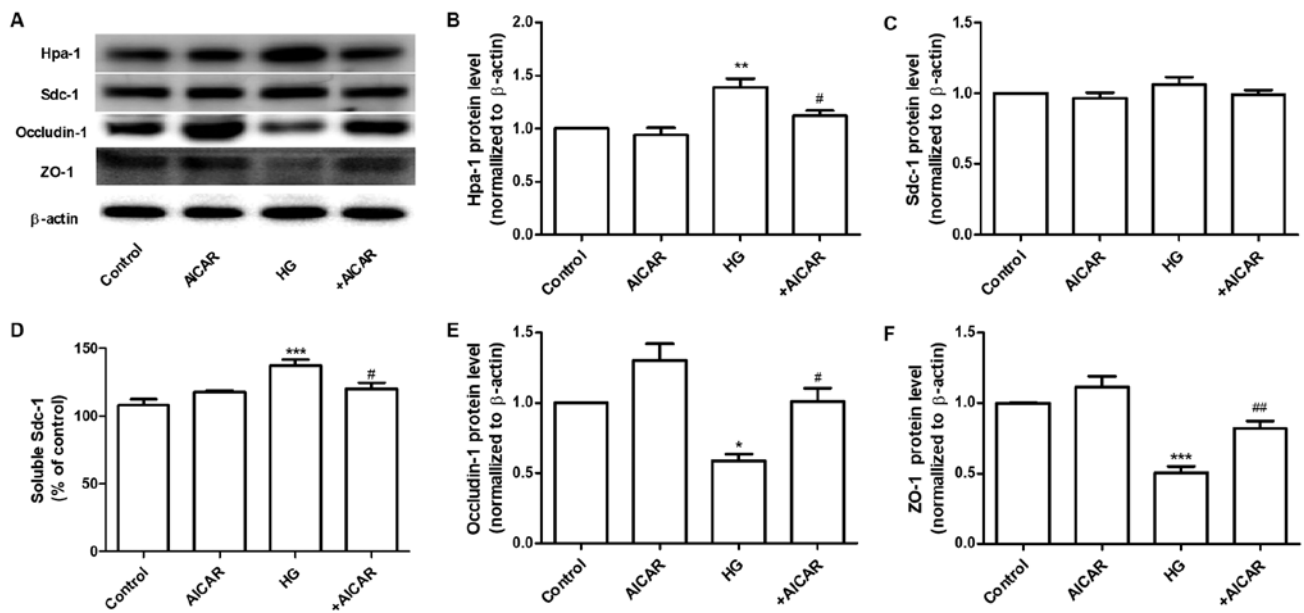 A
Hpa-1
Sdc-1
Occludin-1
ZO-1
β-actin
Control
AICAR
HG
+AICAR
B
Hpa-1 protein level
(normallized to β-actin)
2.0
1.5
1.0
0.5
0.0
**
#
Control
AICAR
HG
+AICAR
C
Sdc-1 protein level
(normallized to β-actin)
1.5
1.0
0.5
0.0
Control
AICAR
HG
+AICAR
D
Soluble Sdc-1
(% of control)
150
100
50
0
***
#
Control
AICAR
HG
+AICAR
E
Occludin-1 protein level
(normallized to β-actin)
1.5
1.0
0.5
0.0
*
#
Control
AICAR
HG
+AICAR
F
ZO-1 protein level
(normallized to β-actin)
1.5
1.0
0.5
0.0
***
##
Control
AICAR
HG
+AICAR